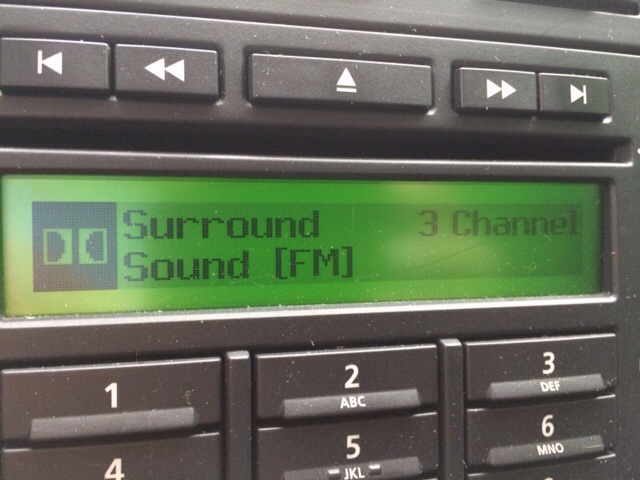 Surround 3 Channel
Sound [FM]
1
2
ABC
3
DEF
4
5
JKL
6
MNO